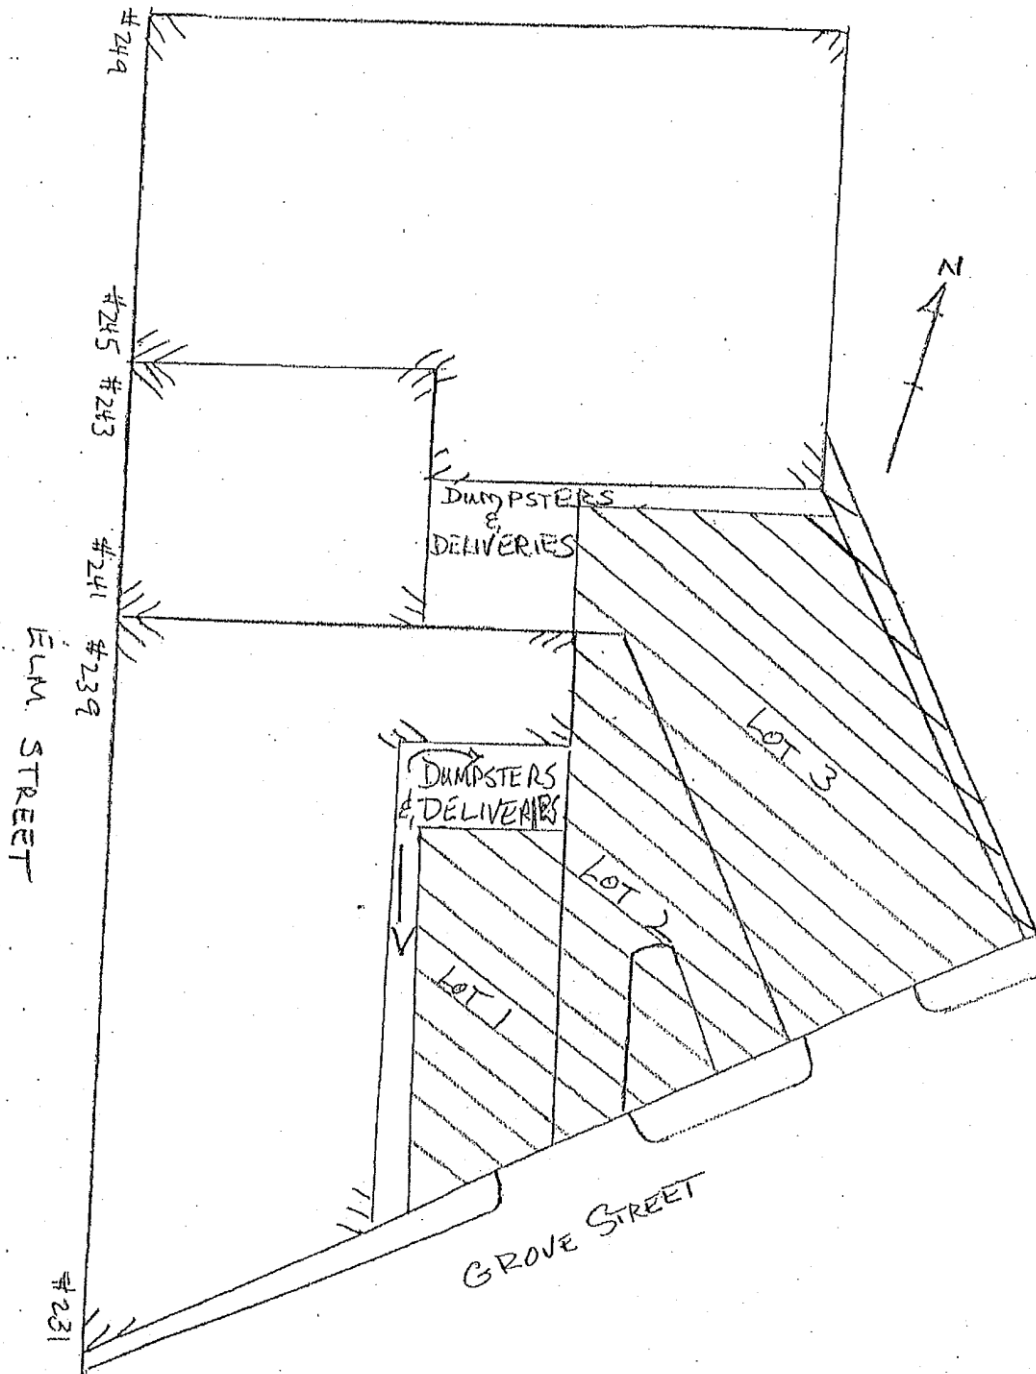 #249
N
#245
#243
DUMPSTERS
&
DELIVERIES
#241
#239
ELM. STREET
LOT 3
DUMPSTERS
& DELIVERIES
LOT 2
LOT 1
GROVE STREET
#231